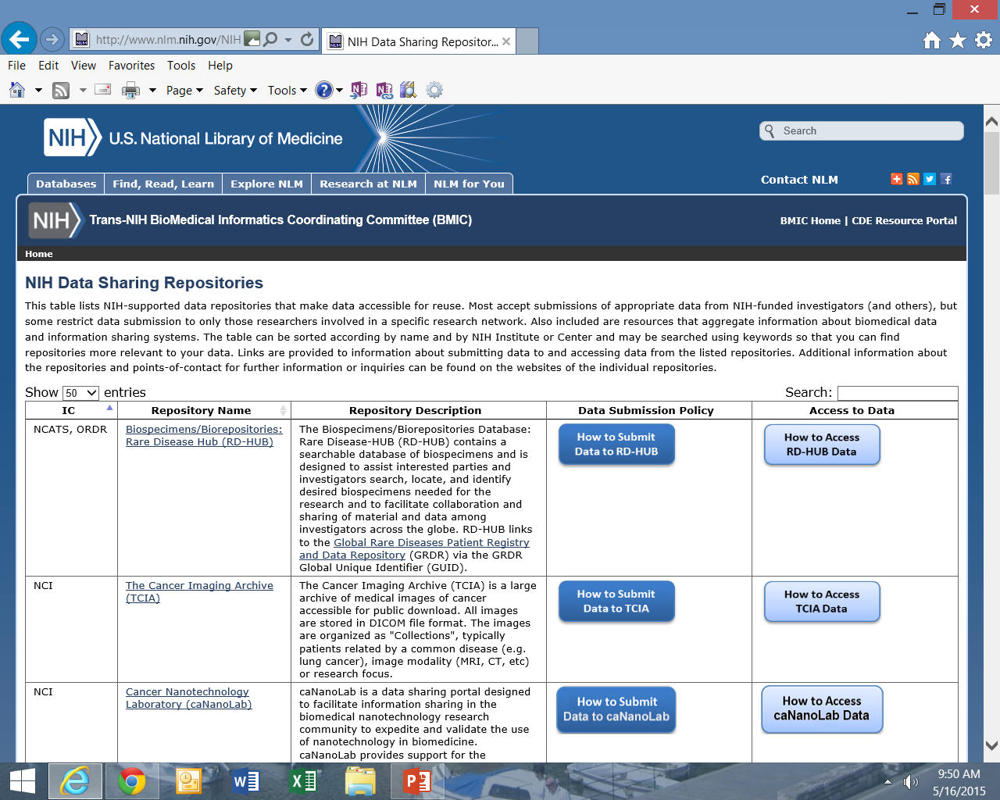 http://www.nlm.nih.gov/NIH
NIH Data Sharing Repositor...
File Edit View Favorites Tools Help
Page Safety Tools
NIH U.S. National Library of Medicine
Search
Databases Find, Read, Learn Explore NLM Research at NLM NLM for You
Contact NLM
NIH Trans-NIH BioMedical Informatics Coordinating Committee (BMIC)
BMIC Home | CDE Resource Portal
Home
NIH Data Sharing Repositories
This table lists NIH-supported data repositories that make data accessible for reuse. Most accept submissions of appropriate data from NIH-funded investigators (and others), but
some restrict data submission to only those researchers involved in a specific research network. Also included are resources that aggregate information about biomedical data
and information sharing systems. The table can be sorted according by name and by NIH Institute or Center and may be searched using keywords so that you can find
repositories more relevant to your data. Links are provided to information about submitting data to and accessing data from the listed repositories. Additional information about
the repositories and points-of-contact for further information or inquiries can be found on the websites of the individual repositories.
Show 50 entries
Search:
IC Repository Name Repository Description Data Submission Policy Access to Data
NCATS, ORDR
Biospecimens/Biorepositories:
Rare Disease Hub (RD-HUB)
The Biospecimens/Biorepositories Database:
Rare Disease-HUB (RD-HUB) contains a
searchable database of biospecimens and is
designed to assist interested parties and
investigators search, locate, and identify
desired biospecimens needed for the
research and to facilitate collaboration and
sharing of material and data among
investigators across the globe. RD-HUB links
to the Global Rare Diseases Patient Registry
and Data Repository (GRDR) via the GRDR
Global Unique Identifier (GUID).
How to Submit
Data to RD-HUB
How to Access
RD-HUB Data
NCI
The Cancer Imaging Archive
(TCIA)
The Cancer Imaging Archive (TCIA) is a large
archive of medical images of cancer
accessible for public download. All images
are stored in DICOM file format. The images
are organized as "Collections", typically
patients related by a common disease (e.g.
lung cancer), image modality (MRI, CT, etc)
or research focus.
How to Submit
Data to TCIA
How to Access
TCIA Data
NCI
Cancer Nanotechnology
Laboratory (caNanoLab)
caNanoLab is a data sharing portal designed
to facilitate information sharing in the
biomedical nanotechnology research
community to expedite and validate the use
of nanotechnology in biomedicine.
caNanoLab provides support for the
How to Submit
Data to caNanoLab
How to Access
caNanoLab Data
9:50 AM
5/16/2015